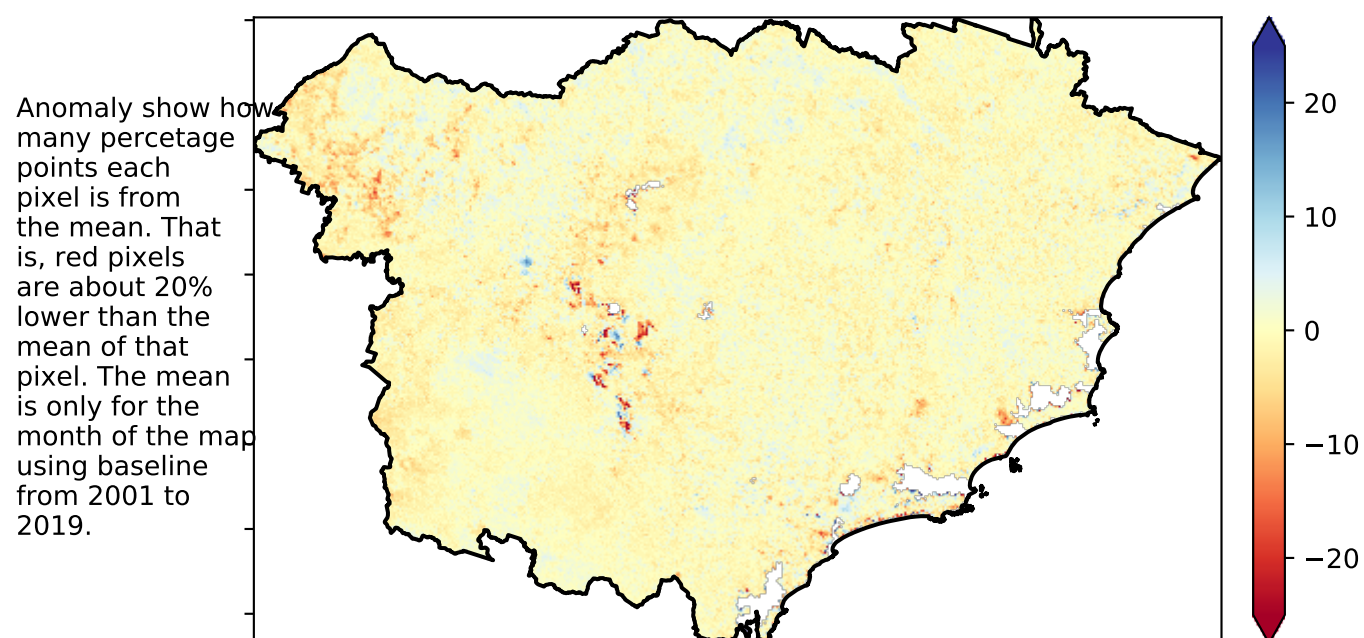 Anomaly show how
many percetage
points each
pixel is from
the mean. That
is, red pixels
are about 20%
lower than the
mean of that
pixel. The mean
is only for the
month of the map
using baseline
from 2001 to
2019.
20
10
0
−10
−20